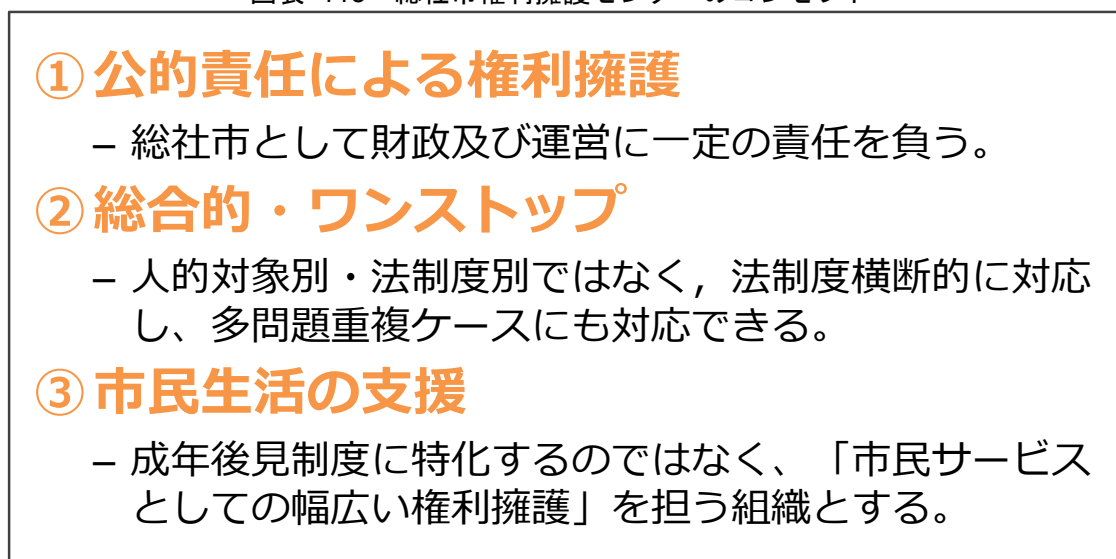 ①公的責任による権利擁護
– 総社市として財政及び運営に一定の責任を負う。
②総合的・ワンストップ
– 人的対象別・法制度別ではなく，法制度横断的に対応
し、多問題重複ケースにも対応できる。
③市民生活の支援
– 成年後見制度に特化するのではなく、「市民サービス
としての幅広い権利擁護」を担う組織とする。